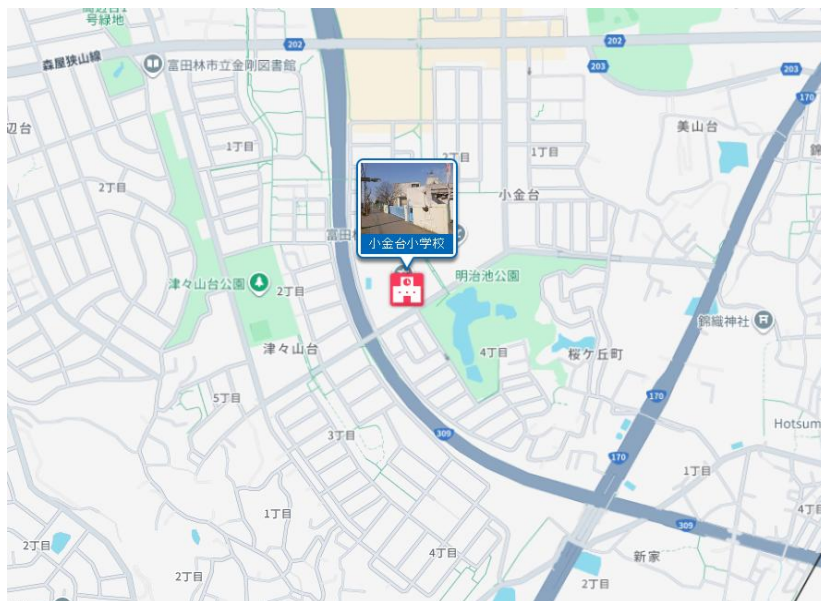 号緑地
202
202
森屋狭山線
富田林市立金剛図書館
203
203
170
辺台
美山台
1丁目
2丁目
1丁目
2丁目
小金台
小金台小学校
明治池公園
津々山台公園
2丁目
錦織神社
津々山台
4丁目
桜ケ丘町
5丁目
170
Hotsum
309
3丁目
170
1丁目
1丁目
4丁
309
2丁目
4丁目
新家
2丁目
2丁目